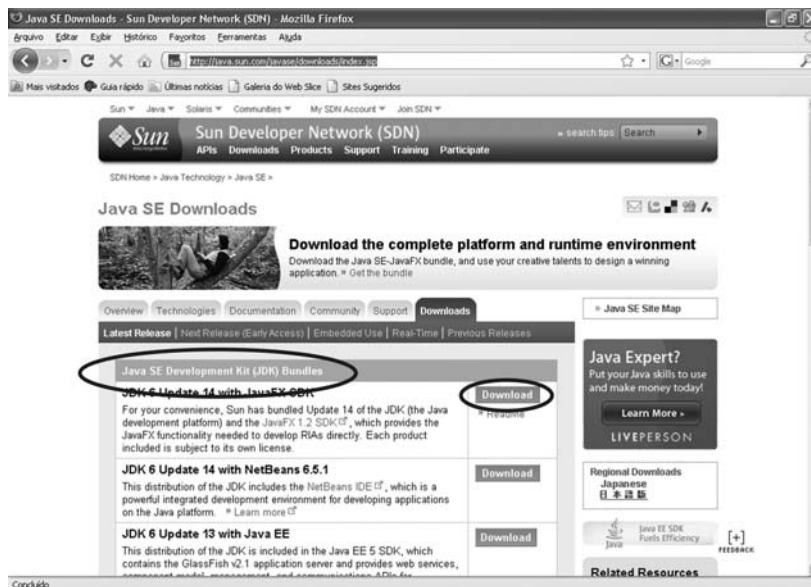 Java SE Downloads - Sun Developer Network (SDN) - Mozilla Firefox
Arquivo Editar Exibir Histórico Favoritos Ferramentas Ajuda
http://java.sun.com/javase/downloads/index.jsp
Google
Mais visitados Guia rápido Últimas notícias Galeria do Web Slice Sites Sugeridos
Sun Java Solaris Communities My SDN Account Join SDN
Sun
microsystems
Sun Developer Network (SDN)
» search tips Search
APIs Downloads Products Support Training Participate
SDN Home > Java Technology > Java SE >
Java SE Downloads
Download the complete platform and runtime environment
Download the Java SE-JavaFX bundle, and use your creative talents to design a winning
application. » Get the bundle
Overview Technologies Documentation Community Support Downloads
Latest Release | Next Release (Early Access) | Embedded Use | Real-Time | Previous Releases
Java SE Development Kit (JDK) Bundles
JDK 6 Update 14 with JavaFX SDK
For your convenience, Sun has bundled Update 14 of the JDK (the Java
development platform) and the JavaFX 1.2 SDK, which provides the
JavaFX functionality needed to develop RIAs directly. Each product
included is subject to its own license.
Download
» ReadMe
JDK 6 Update 14 with NetBeans 6.5.1
This distribution of the JDK includes the NetBeans IDE, which is a
powerful integrated development environment for developing applications
on the Java platform. » Learn more
Download
JDK 6 Update 13 with Java EE
This distribution of the JDK is included in the Java EE 5 SDK, which
contains the GlassFish v2.1 application server and provides web services,
component model, management, and communications APIs for
Download
» Java SE Site Map
Java Expert?
Put your Java skills to use
and make money today!
Learn More »
LIVEPERSON
Regional Downloads
Japanese
日本語版
Java
Java EE SDK
Fuels Efficiency
[+]
FEEDBACK
Related Resources
Concluído